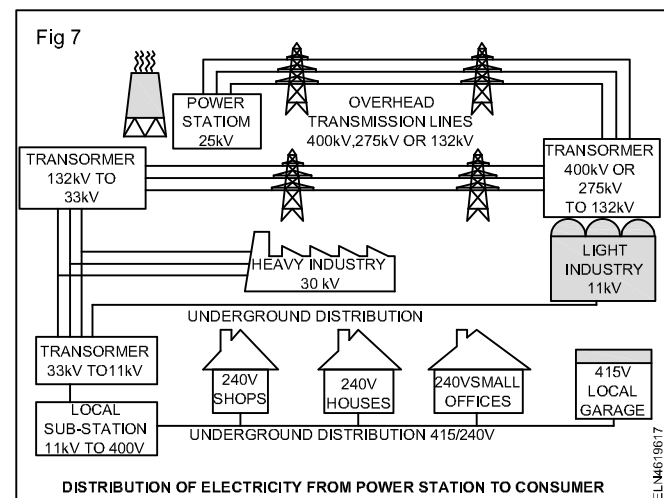 Fig 7
POWER
STATIOM
25kV
OVERHEAD
TRANSMISSION LINES
400kV,275kV OR 132kV
TRANSORMER
132kV TO
33kV
TRANSORMER
400kV OR
275kV
TO 132kV
HEAVY INDUSTRY
30 kV
LIGHT
INDUSTRY
11kV
UNDERGROUND DISTRIBUTION
TRANSORMER
33kV TO11kV
240V
SHOPS
240V
HOUSES
240VSMALL
OFFICES
415V
LOCAL
GARAGE
LOCAL
SUB-STATION
11kV TO 400V
UNDERGROUND DISTRIBUTION 415/240V
DISTRIBUTION OF ELECTRICITY FROM POWER STATION TO CONSUMER
ELN4619617